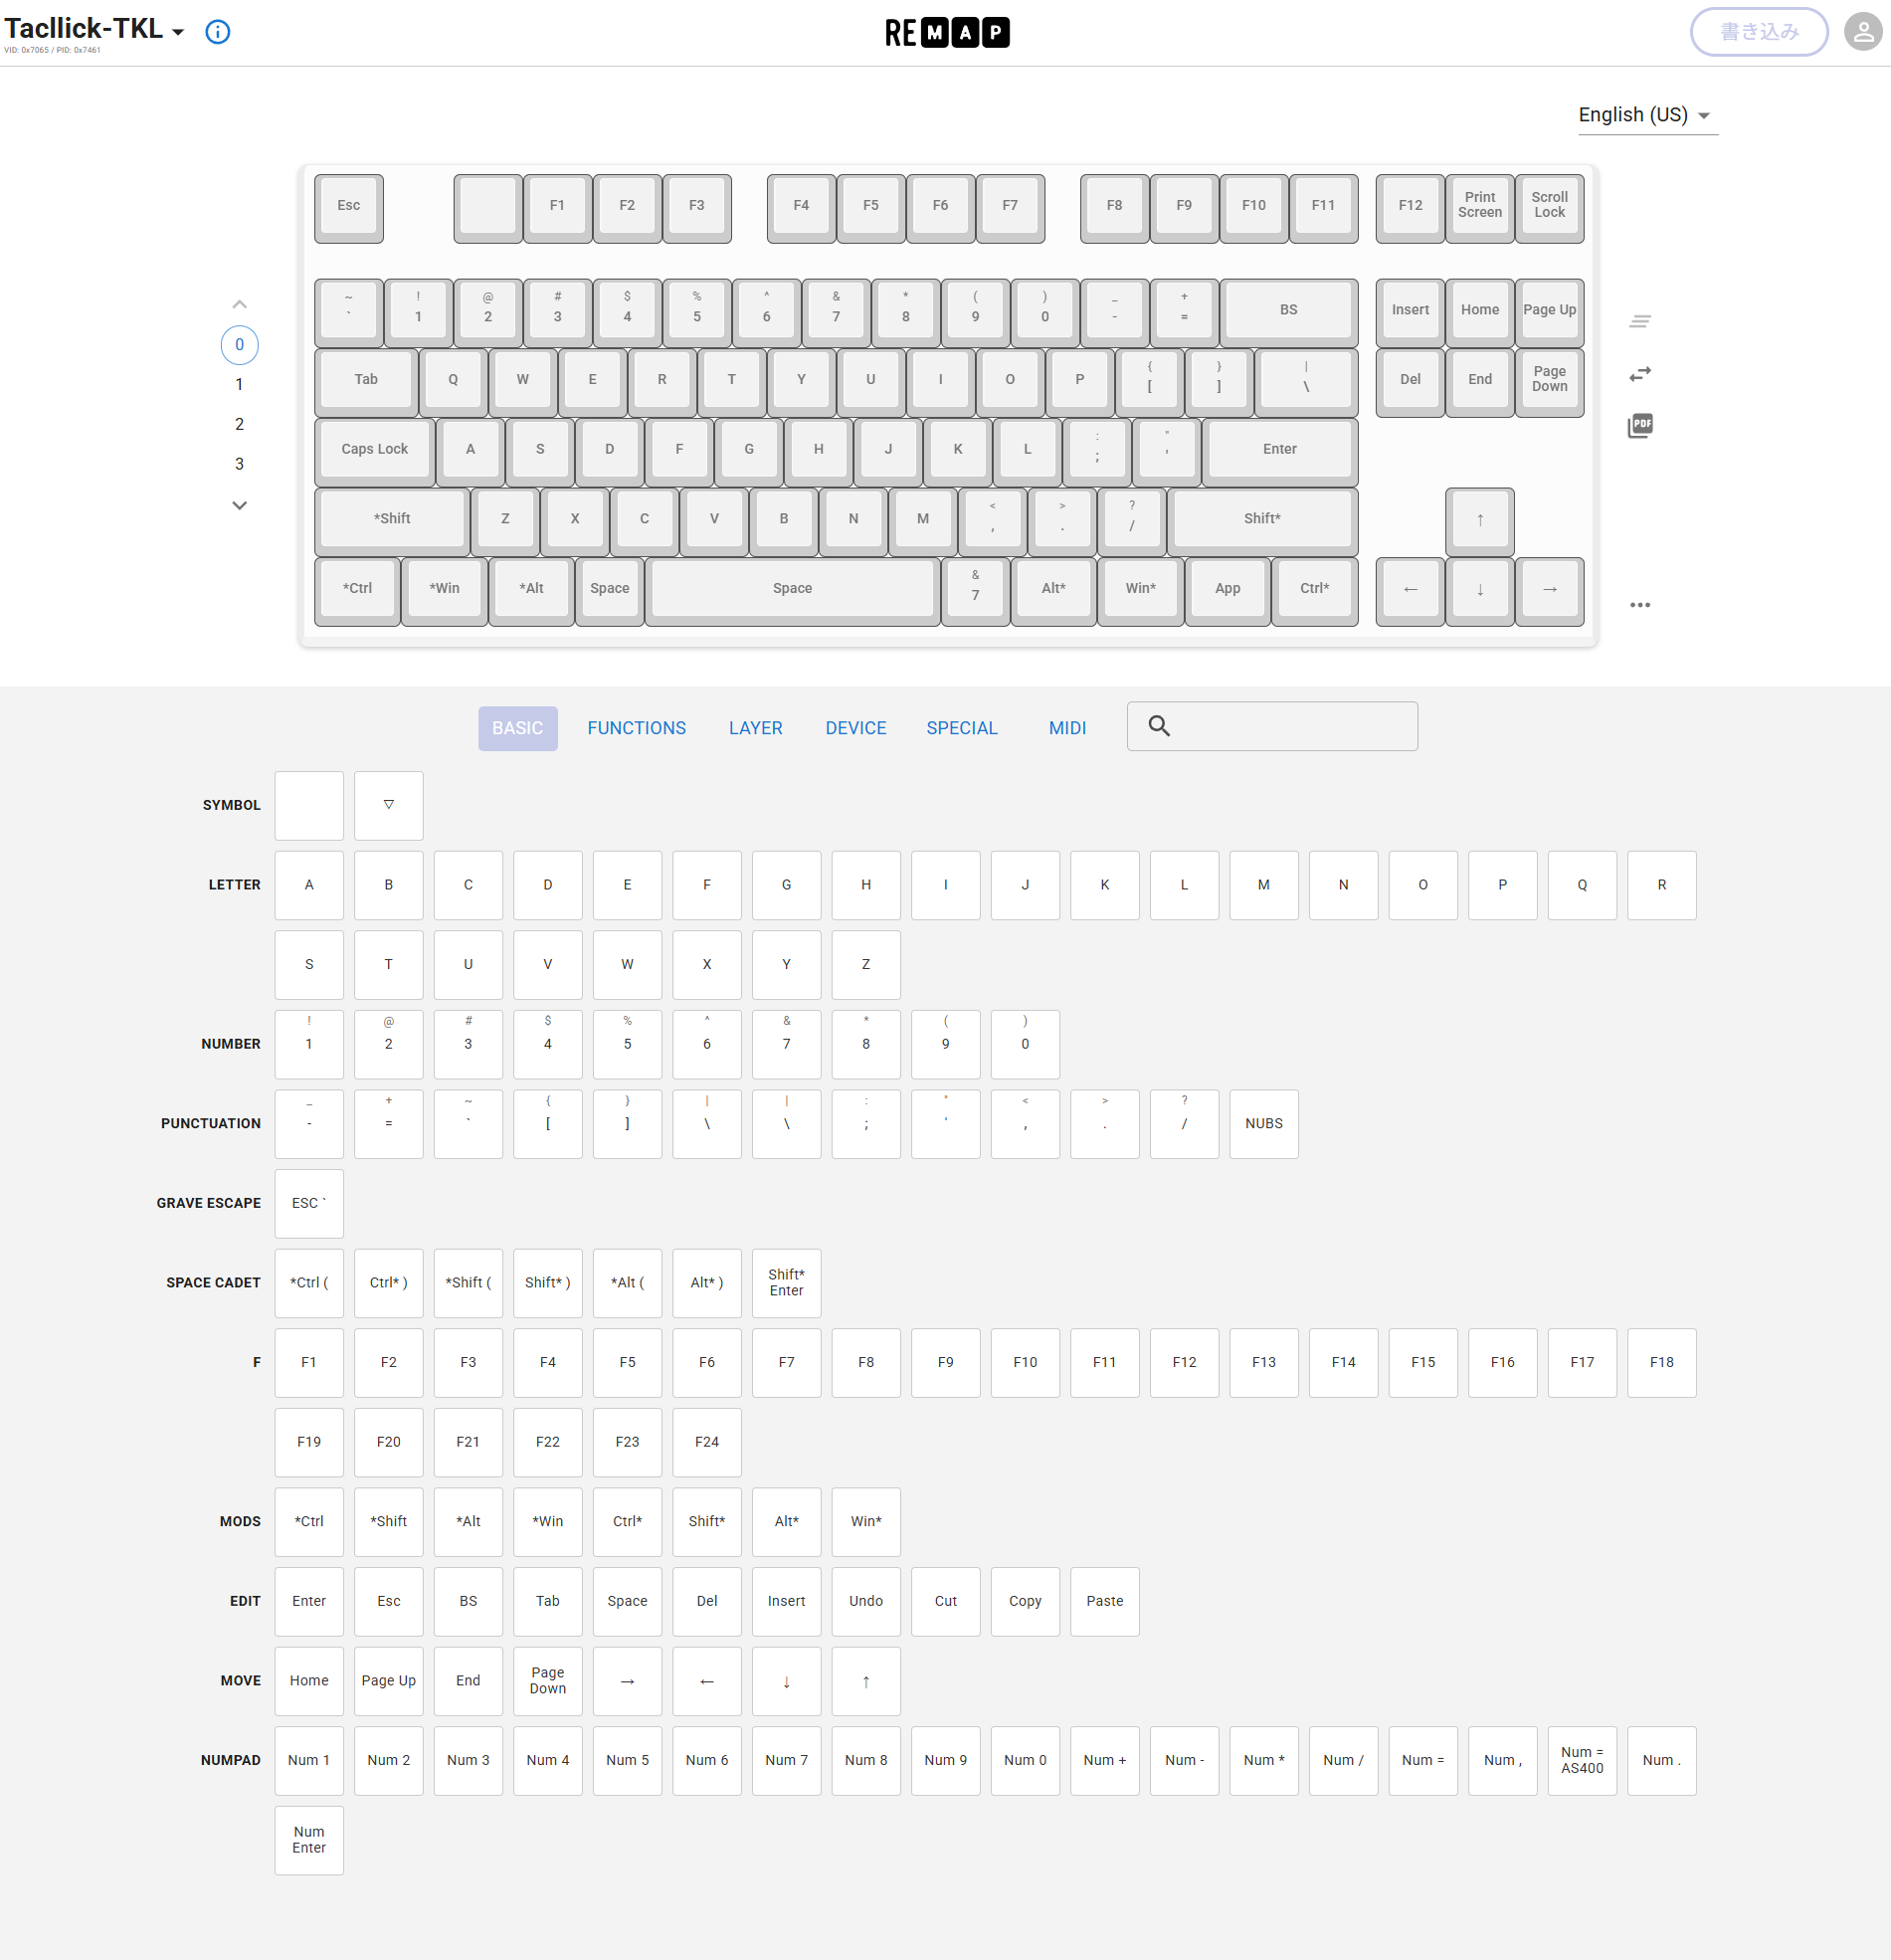 Tacllick-TKL
VID: 0x7065 / PID: 0x7461
REMAP
書き込み
English (US)
Esc F1 F2 F3 F4 F5 F6 F7 F8 F9 F10 F11 F12 Print Screen Scroll Lock
~ ` ! 1 @ 2 # 3 $ 4 % 5 ^ 6 & 7 * 8 ( 9 ) 0 _ - + = BS Insert Home Page Up
Tab Q W E R T Y U I O P { [ } ] | \ Del End Page Down
Caps Lock A S D F G H J K L : ; " ' Enter
*Shift Z X C V B N M < , > . ? / Shift* ↑
*Ctrl *Win *Alt Space Space & 7 Alt* Win* App Ctrl* ← ↓ →
0
1
2
3
PDF
BASIC FUNCTIONS LAYER DEVICE SPECIAL MIDI
SYMBOL ▽
LETTER A B C D E F G H I J K L M N O P Q R
S T U V W X Y Z
NUMBER ! 1 @ 2 # 3 $ 4 % 5 ^ 6 & 7 * 8 ( 9 ) 0
PUNCTUATION _ - + = ~ ` { [ } ] | \ | \ : ; " ' < , > . ? / NUBS
GRAVE ESCAPE ESC `
SPACE CADET *Ctrl ( Ctrl* ) *Shift ( Shift* ) *Alt ( Alt* ) Shift* Enter
F F1 F2 F3 F4 F5 F6 F7 F8 F9 F10 F11 F12 F13 F14 F15 F16 F17 F18
F19 F20 F21 F22 F23 F24
MODS *Ctrl *Shift *Alt *Win Ctrl* Shift* Alt* Win*
EDIT Enter Esc BS Tab Space Del Insert Undo Cut Copy Paste
MOVE Home Page Up End Page Down → ← ↓ ↑
NUMPAD Num 1 Num 2 Num 3 Num 4 Num 5 Num 6 Num 7 Num 8 Num 9 Num 0 Num + Num - Num * Num / Num = Num , Num = AS400 Num .
Num Enter